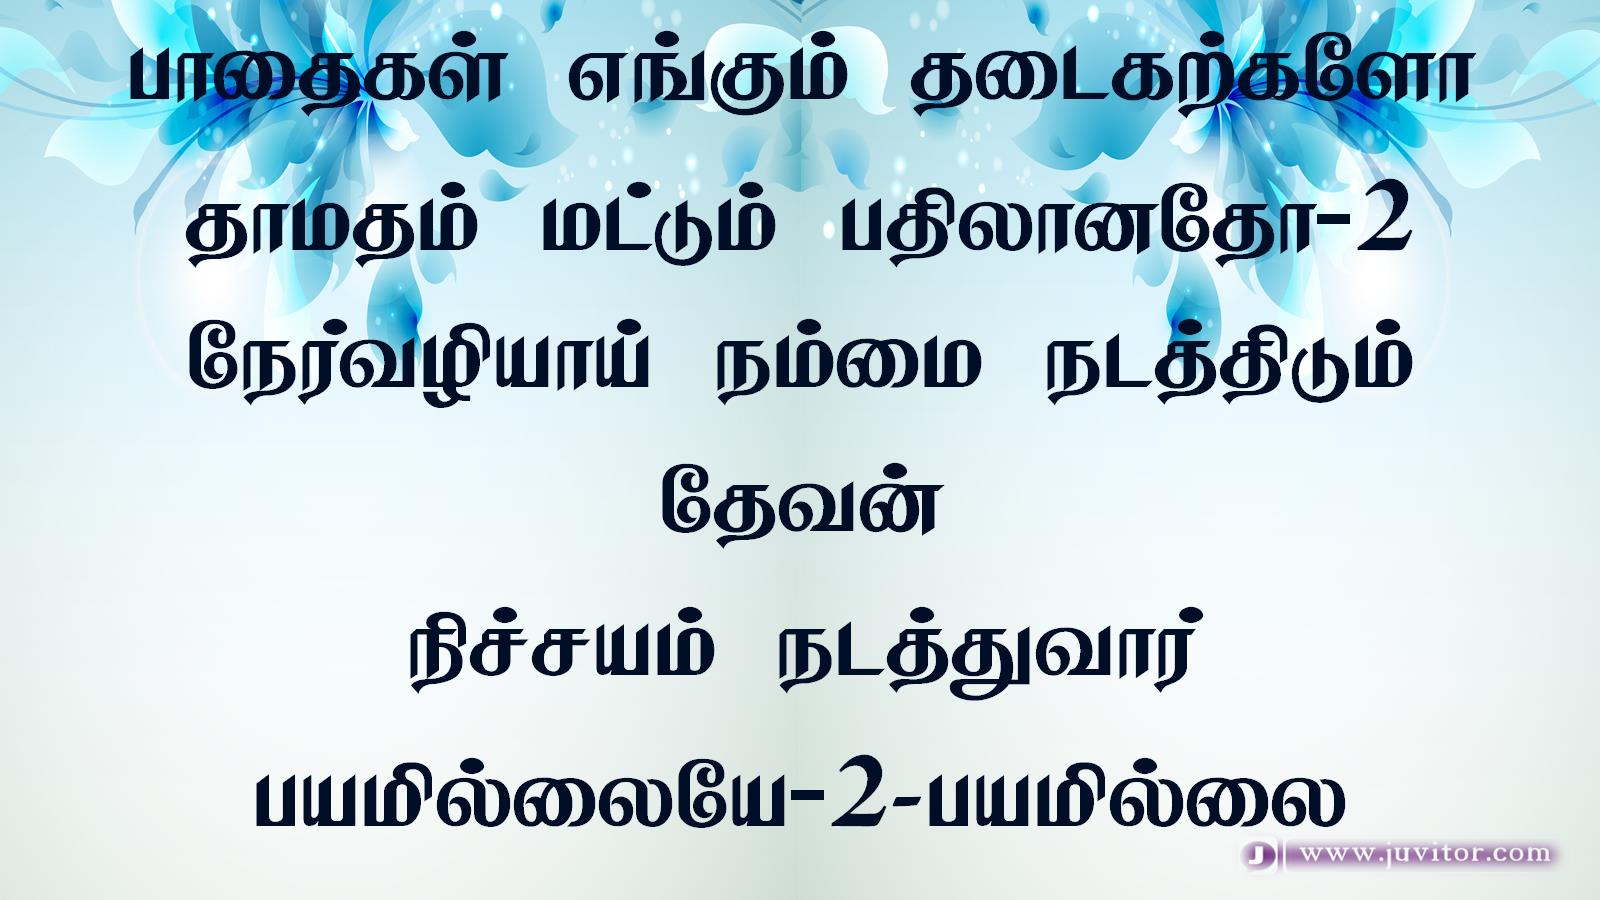 பாதைகள் எங்கும் தடைகற்களோ
தாமதம் மட்டும் பதிலானதோ-2
நேர்வழியாய் நம்மை நடத்திடும்
தேவன்
நிச்சயம் நடத்துவார்
பயமில்லையே-2-பயமில்லை
J www.juvitor.com